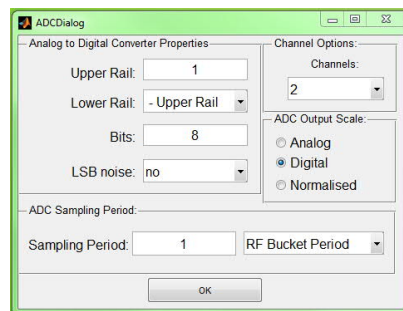 ADCDialog
Analog to Digital Converter Properties
Upper Rail: 1
Lower Rail: - Upper Rail
Bits: 8
LSB noise: no
Channel Options:
Channels:
2
ADC Output Scale:
Analog
Digital
Normalised
ADC Sampling Period:
Sampling Period: 1 RF Bucket Period
OK